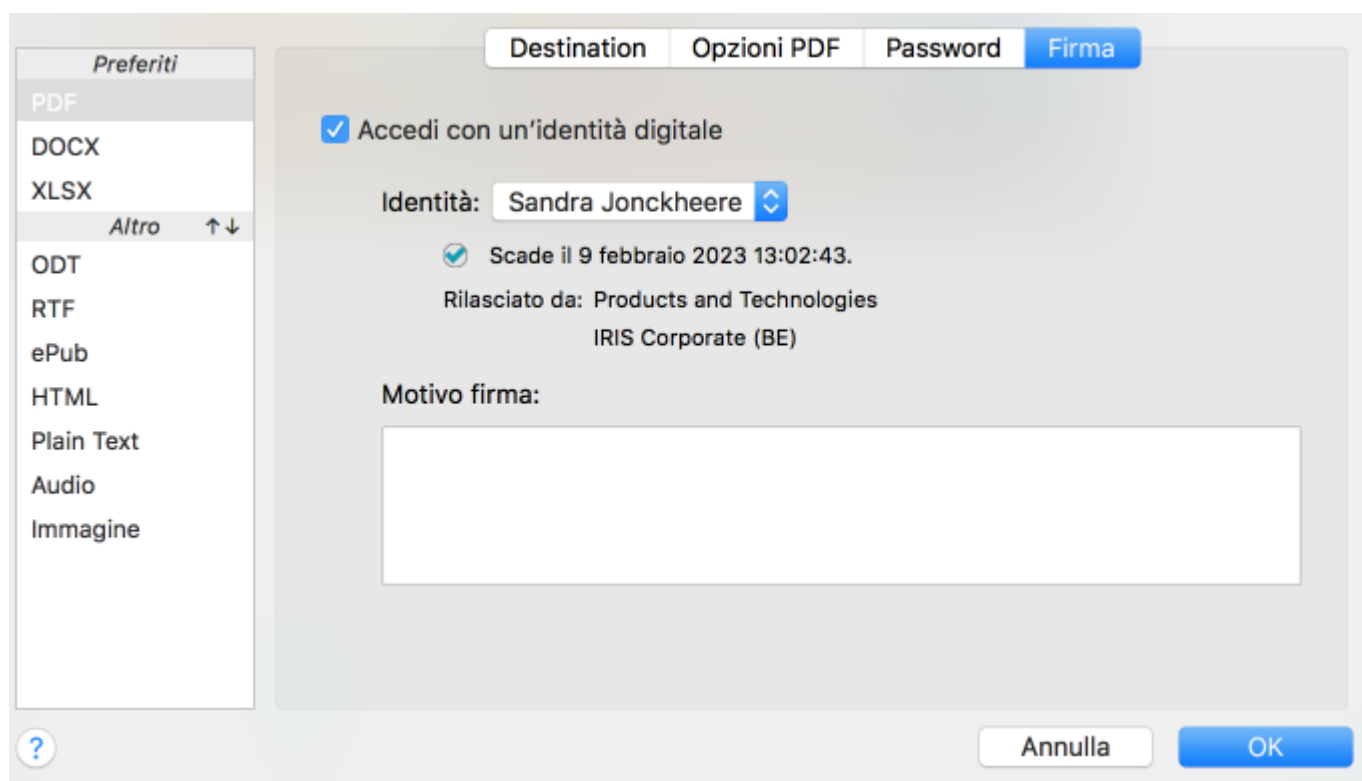 Destination Opzioni PDF Password Firma
Preferiti
PDF
DOCX
XLSX
Altro ↑↓
ODT
RTF
ePub
HTML
Plain Text
Audio
Immagine
Accedi con un'identità digitale
Identità: Sandra Jonckheere
Scade il 9 febbraio 2023 13:02:43.
Rilasciato da: Products and Technologies
IRIS Corporate (BE)
Motivo firma:
? Annulla OK